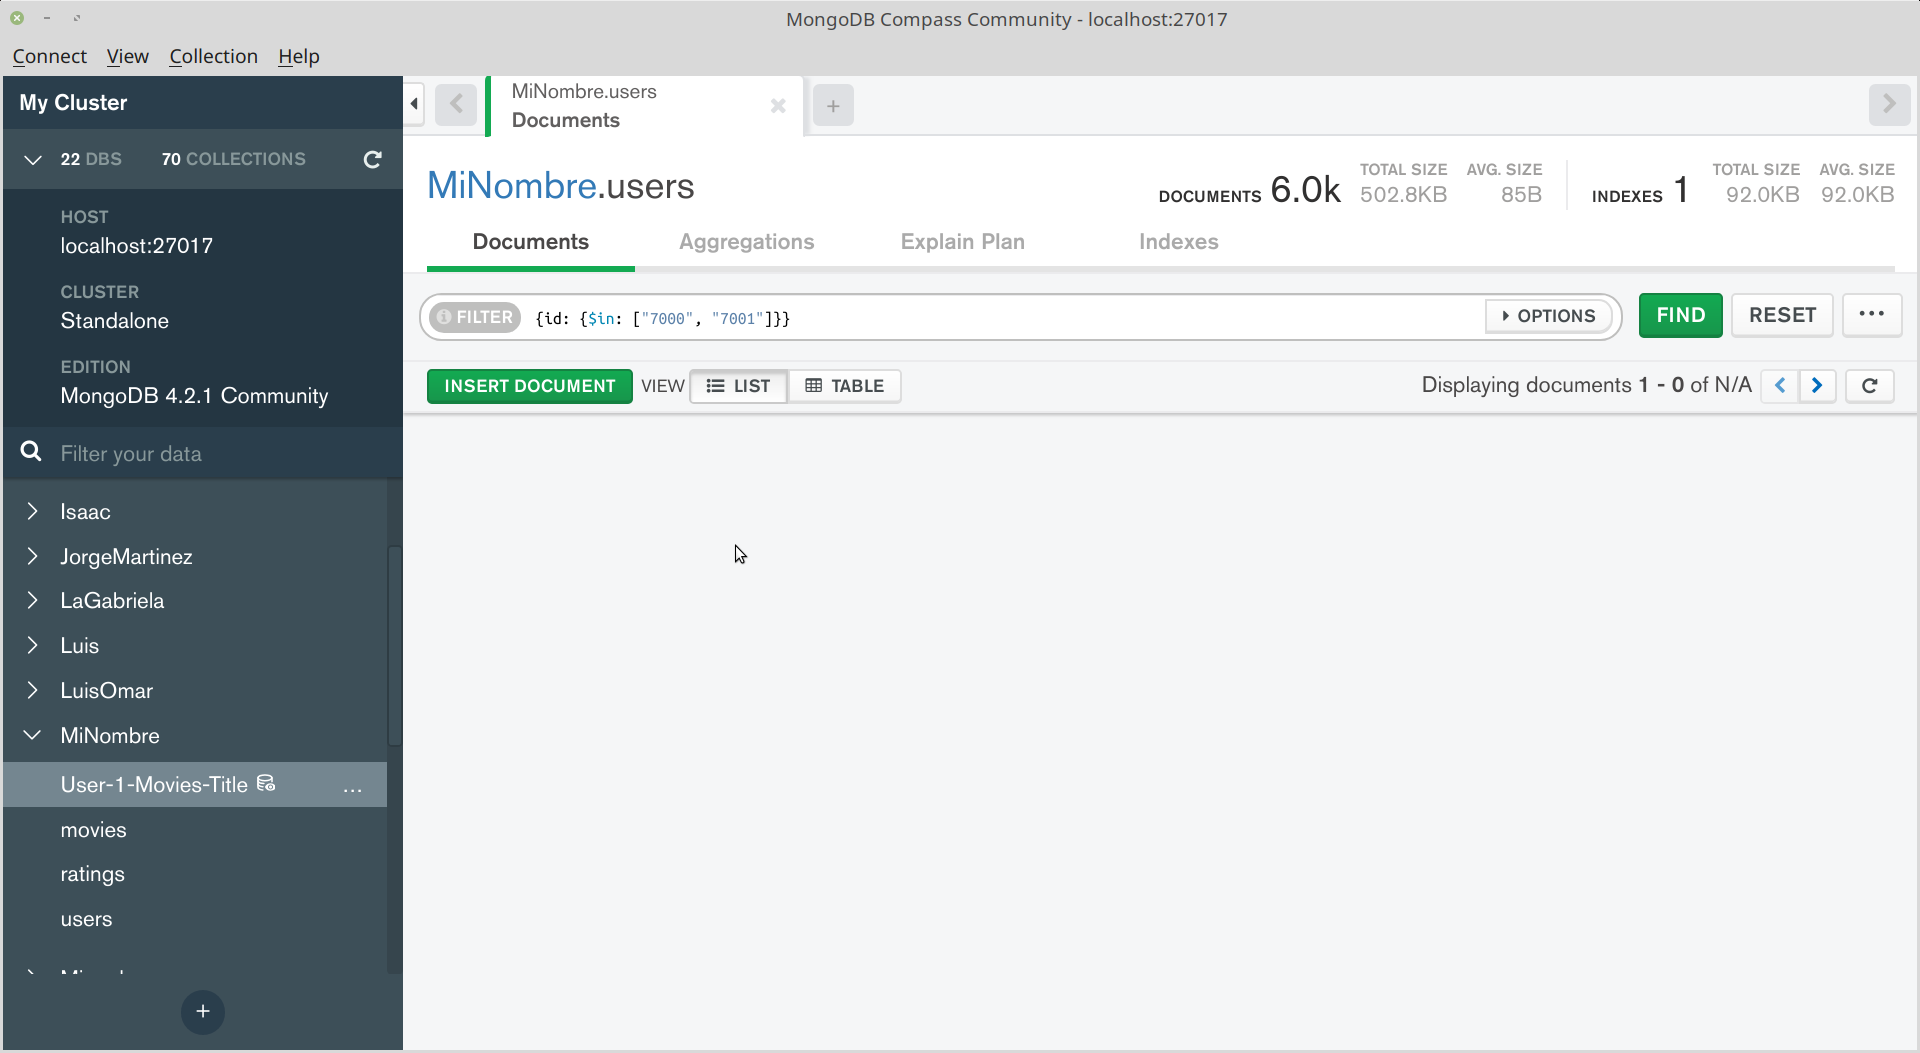 MongoDB Compass Community - localhost:27017
Connect View Collection Help
My Cluster
22 DBS 70 COLLECTIONS
HOST
localhost:27017
CLUSTER
Standalone
EDITION
MongoDB 4.2.1 Community
Filter your data
Isaac
JorgeMartinez
LaGabriela
Luis
LuisOmar
MiNombre
User-1-Movies-Title ...
movies
ratings
users
+
MiNombre.users
Documents
+
MiNombre.users
DOCUMENTS 6.0k TOTAL SIZE 502.8KB AVG. SIZE 85B INDEXES 1 TOTAL SIZE 92.0KB AVG. SIZE 92.0KB
Documents Aggregations Explain Plan Indexes
FILTER {id: {$in: ["7000", "7001"]}} OPTIONS FIND RESET ...
INSERT DOCUMENT VIEW LIST TABLE Displaying documents 1 - 0 of N/A